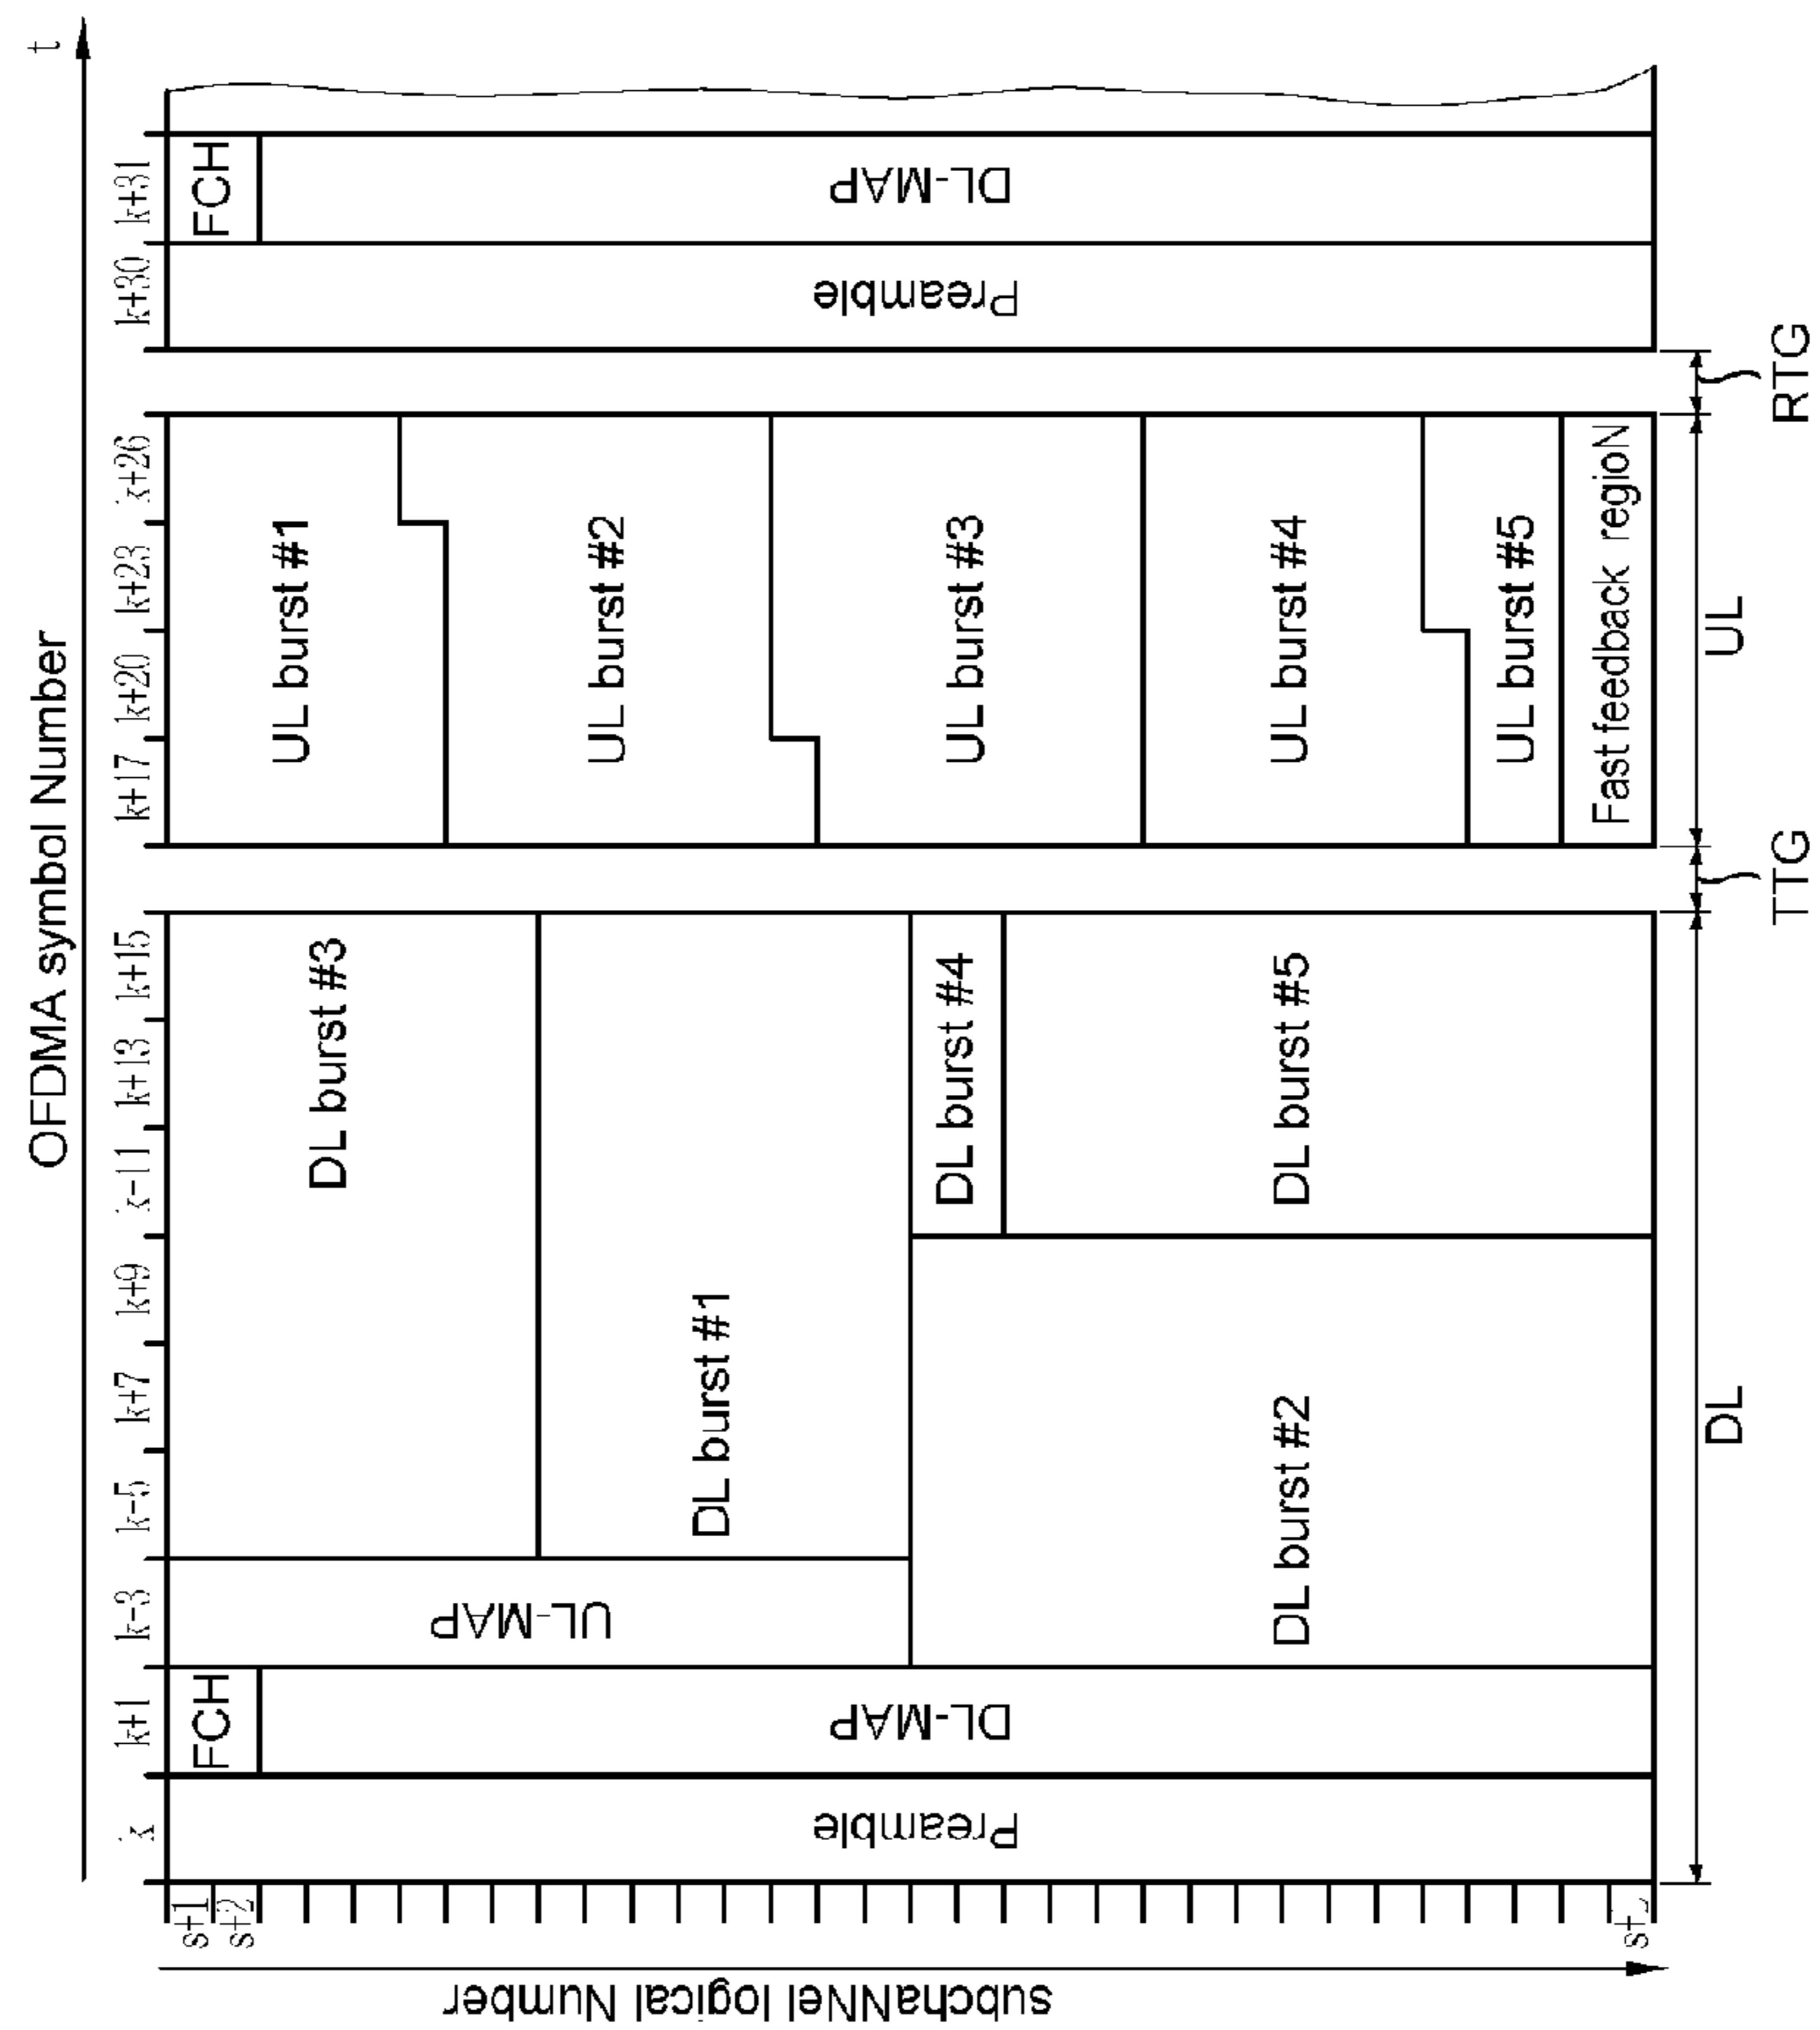 OFDMA symbol Number
t
k
k+1
k-3
k-5
k+7
k+9
k-11
k+13
k+15
k+17
k+20
k+23
k+26
k+30
k+31
subchaNNel logical Number
s+1
s+2
Preamble
FCH
DL-MAP
UL-MAP
DL burst #3
DL burst #1
DL burst #2
DL burst #4
DL burst #5
UL burst #1
UL burst #2
UL burst #3
UL burst #4
UL burst #5
Fast feedback regioN
Preamble
FCH
DL-MAP
DL
TTG
UL
RTG